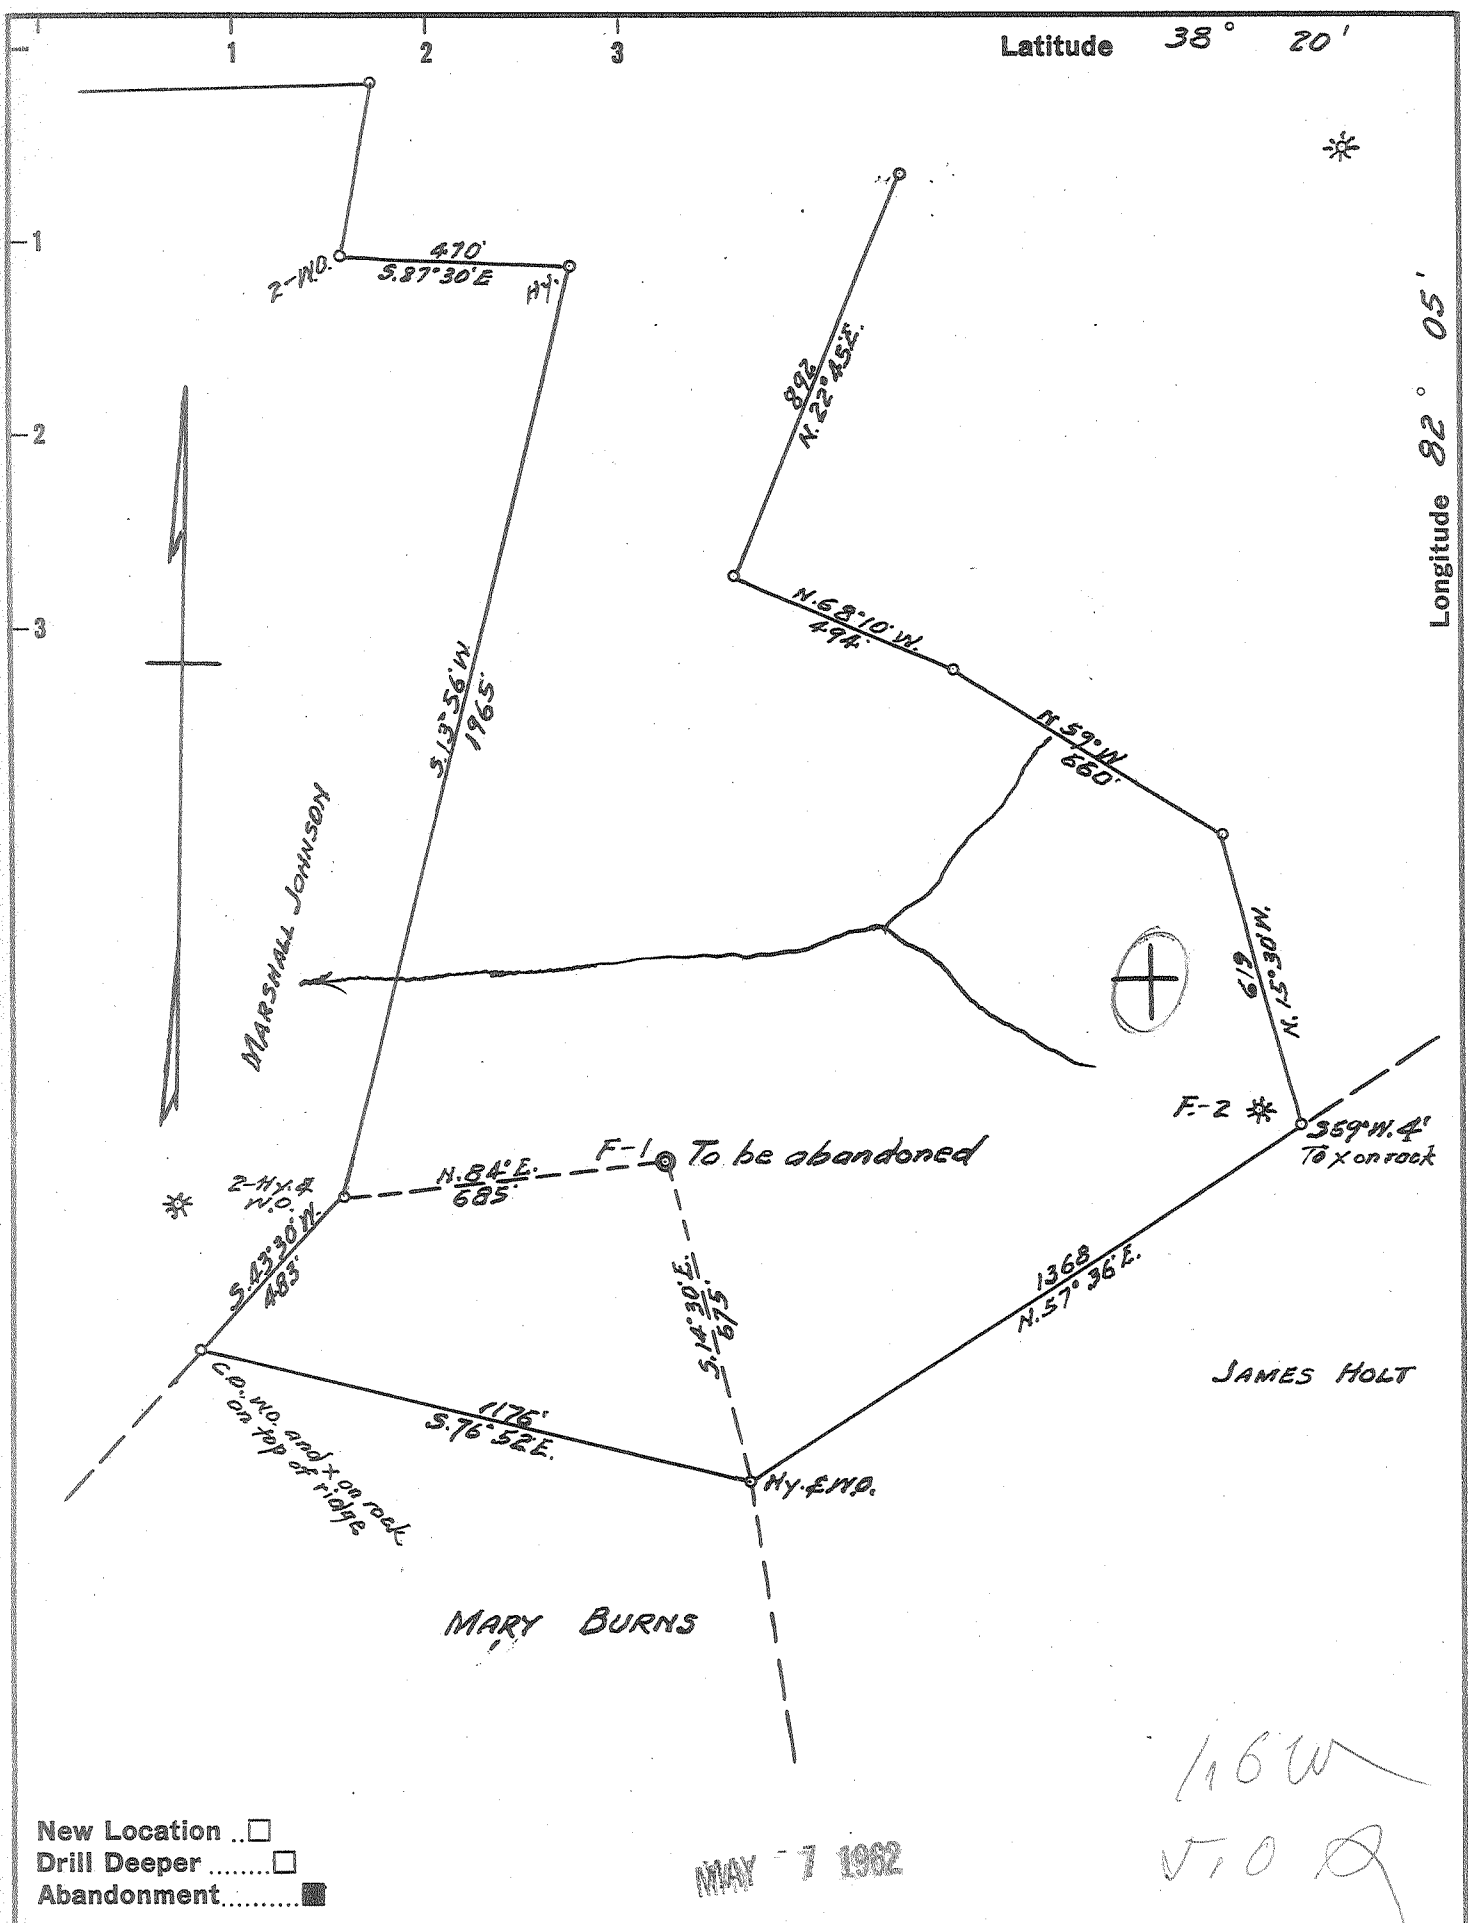 1 2 3
Latitude 38° 20'
Longitude 82° 05'
1
2
3
2-W.O.
470'
S.87°30'E
HY.
892
N.22°45'E.
N.68°10'W.
494'
N 59°W
660'
S.13°56'W.
1965'
MARSHALL JOHNSON
619
N.15°30'W.
F-2
359°W.4'
To x on rock
F-1 To be abandoned
N.84°E.
685'
2-Hy.&
W.O.
S.43°30'W.
483'
S.14°30'E.
675'
1368
N.57°36'E.
JAMES HOLT
C.O., W.O. and x on rock
on top of ridge
1176'
S.76°52'E.
Hy.& W.O.
MARY BURNS
1.6 W
5.0 S
New Location ..
Drill Deeper ........
Abandonment..........
MAY - 7 1962